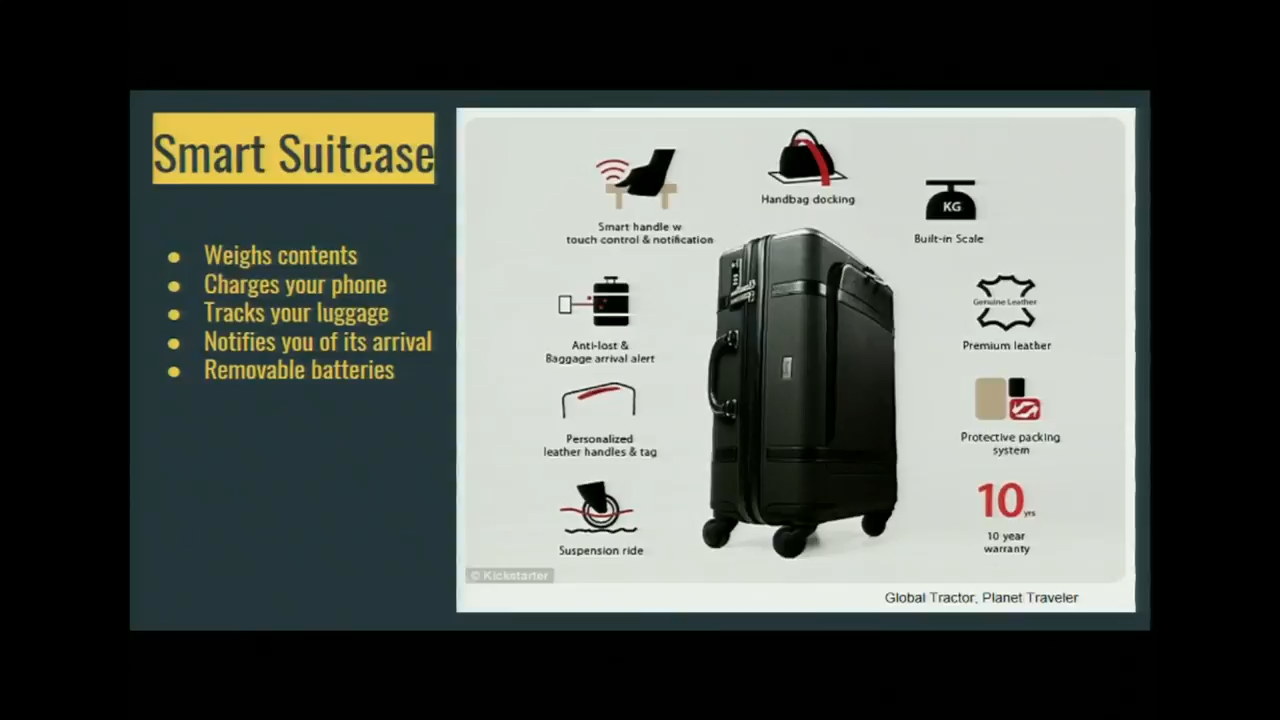 Smart Suitcase
Weighs contents
Charges your phone
Tracks your luggage
Notifies you of its arrival
Removable batteries
Smart handle w
touch control & notification
Handbag docking
KG
Built-in Scale
Anti-lost &
Baggage arrival alert
Genuine Leather
Premium leather
Personalized
leather handles & tag
Protective packing
system
Suspension ride
10 yrs
10 year
warranty
© Kickstarter
Global Tractor, Planet Traveler